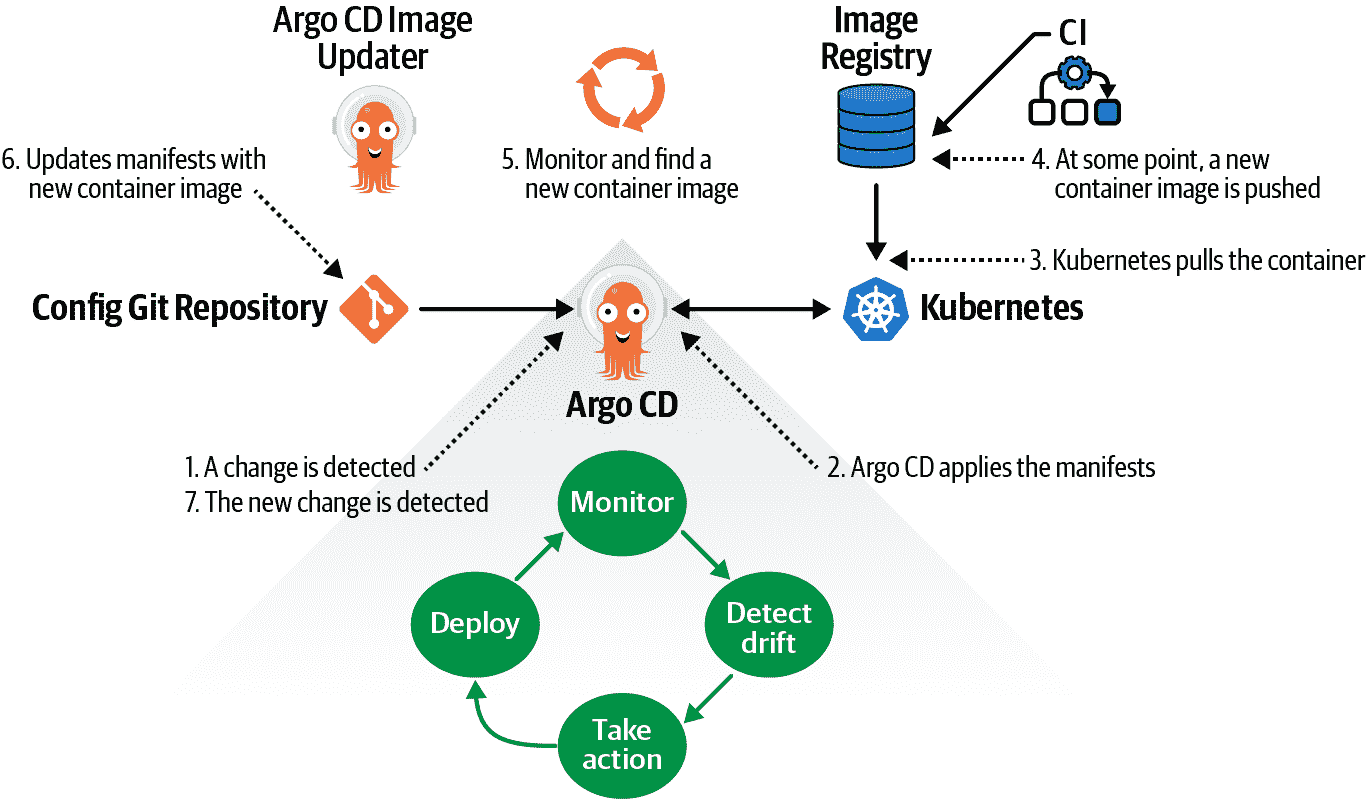 Argo CD Image
Updater
Image
Registry
CI
6. Updates manifests with
new container image
5. Monitor and find a
new container image
4. At some point, a new
container image is pushed
3. Kubernetes pulls the container
Config Git Repository
Kubernetes
Argo CD
1. A change is detected
7. The new change is detected
2. Argo CD applies the manifests
Monitor
Deploy
Detect
drift
Take
action